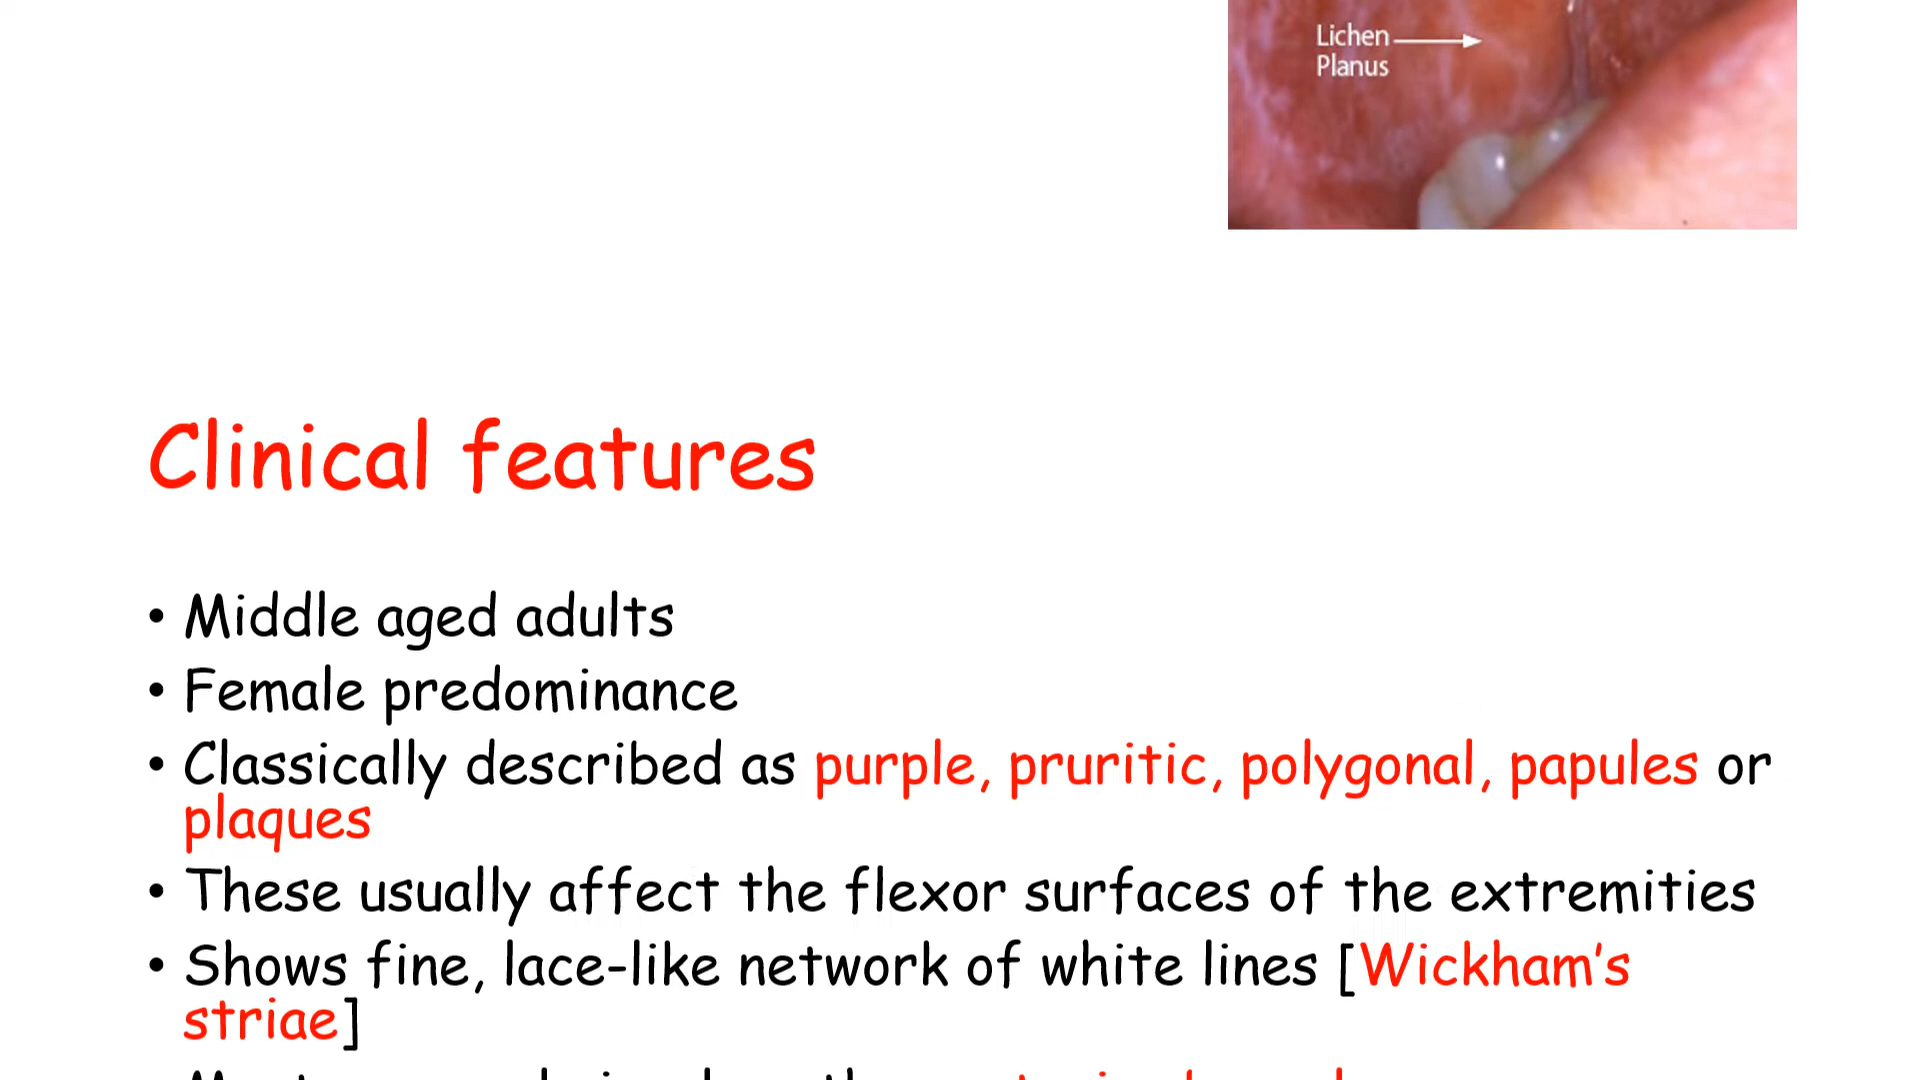 Lichen
Planus
Clinical features
• Middle aged adults
• Female predominance
• Classically described as purple, pruritic, polygonal, papules or
plaques
• These usually affect the flexor surfaces of the extremities
• Shows fine, lace-like network of white lines [Wickham's
striae]